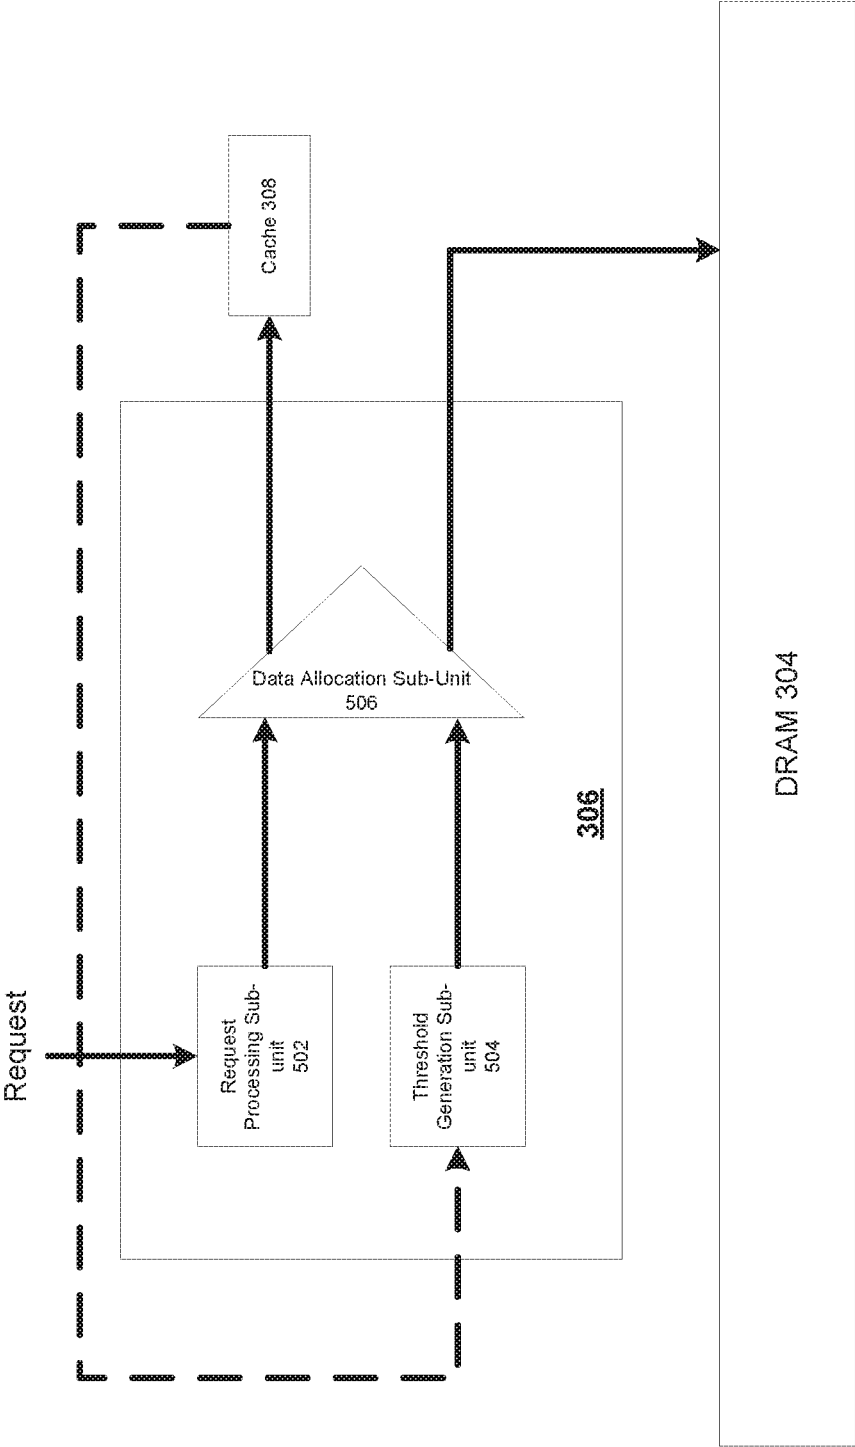 Request
Cache 308
Data Allocation Sub-Unit
506
Request
Processing Sub-
unit
502
Threshold
Generation Sub-
unit
504
306
DRAM 304